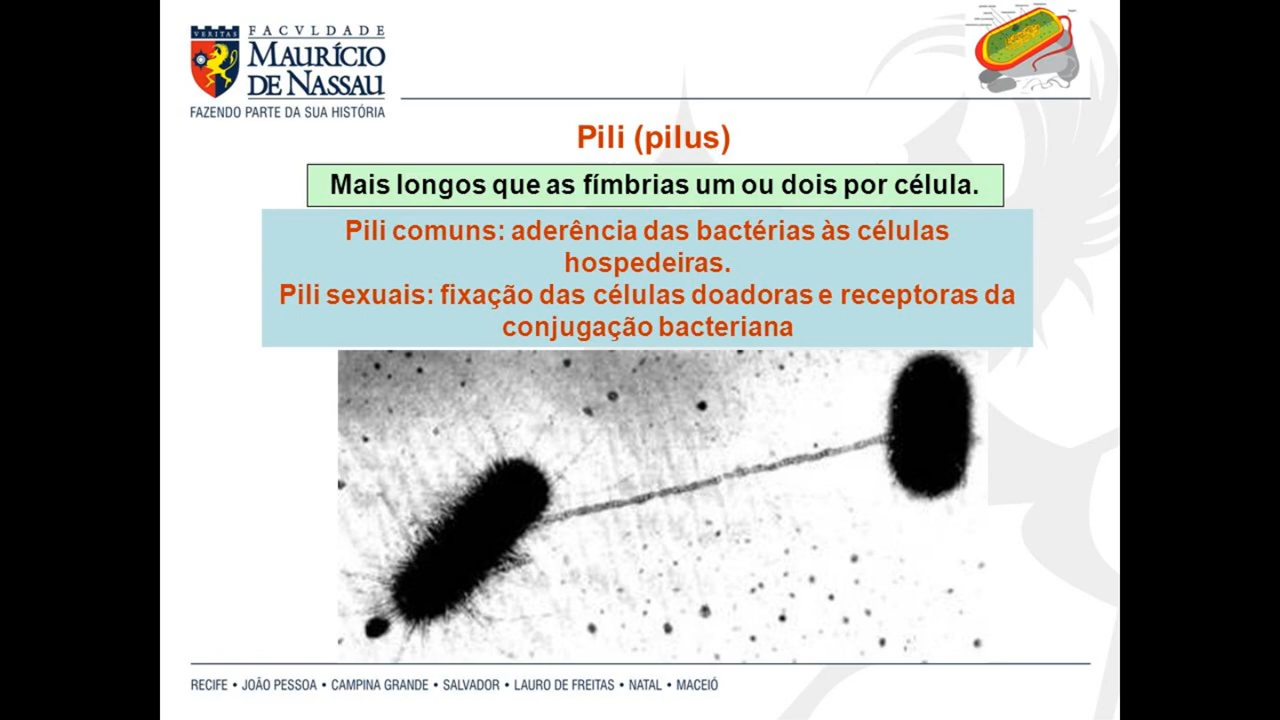 VERITAS
FACVLDADE
MAURÍCIO
DE NASSAU
FAZENDO PARTE DA SUA HISTÓRIA
Pili (pilus)
Mais longos que as fímbrias um ou dois por célula.
Pili comuns: aderência das bactérias às células
hospedeiras.
Pili sexuais: fixação das células doadoras e receptoras da
conjugação bacteriana
RECIFE • JOÃO PESSOA • CAMPINA GRANDE • SALVADOR • LAURO DE FREITAS • NATAL • MACEIÓ